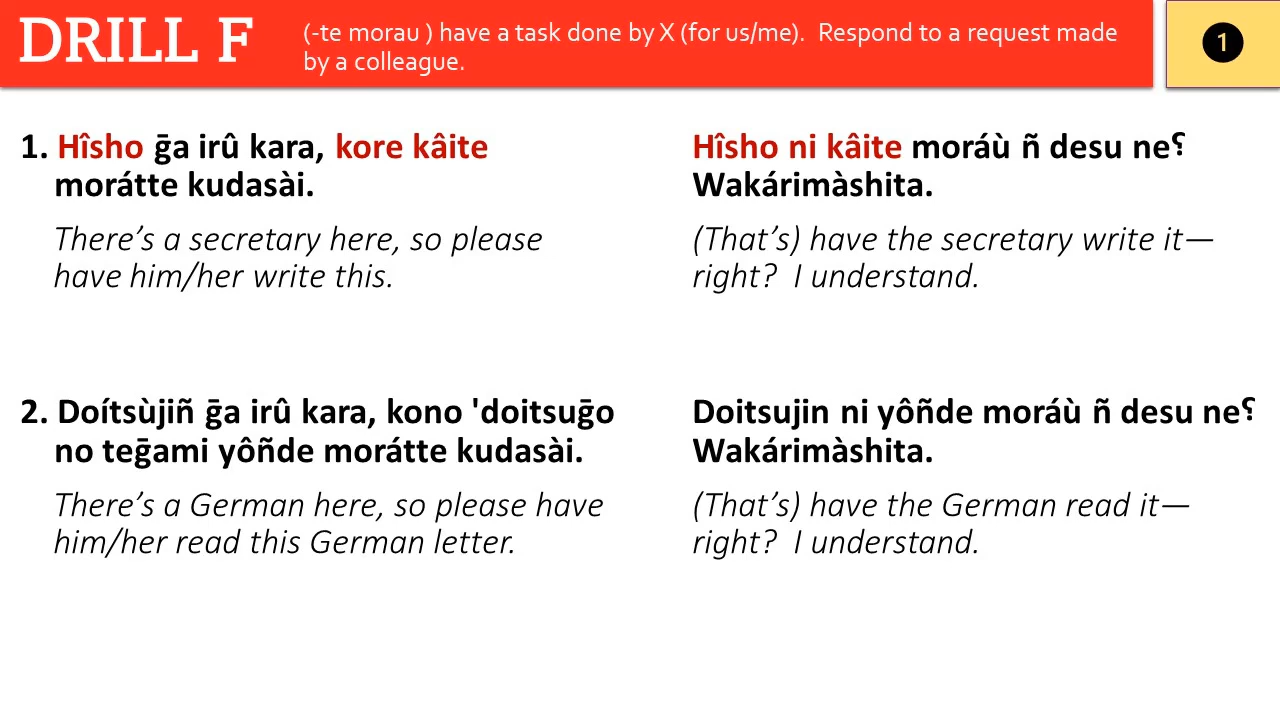 DRILL F
(-te morau ) have a task done by X (for us/me).  Respond to a request made
by a colleague.
1
1. Hîsho ḡa irû kara, kore kâite
morátte kudasài.
There’s a secretary here, so please
have him/her write this.
Hîsho ni kâite moráù ñ desu ne⸮
Wakárimàshita.
(That’s) have the secretary write it—
right?  I understand.
2. Doítsùjiñ ḡa irû kara, kono 'doitsuḡo
no teḡami yôñde morátte kudasài.
There’s a German here, so please have
him/her read this German letter.
Doitsujin ni yôñde moráù ñ desu ne⸮
Wakárimàshita.
(That’s) have the German read it—
right?  I understand.